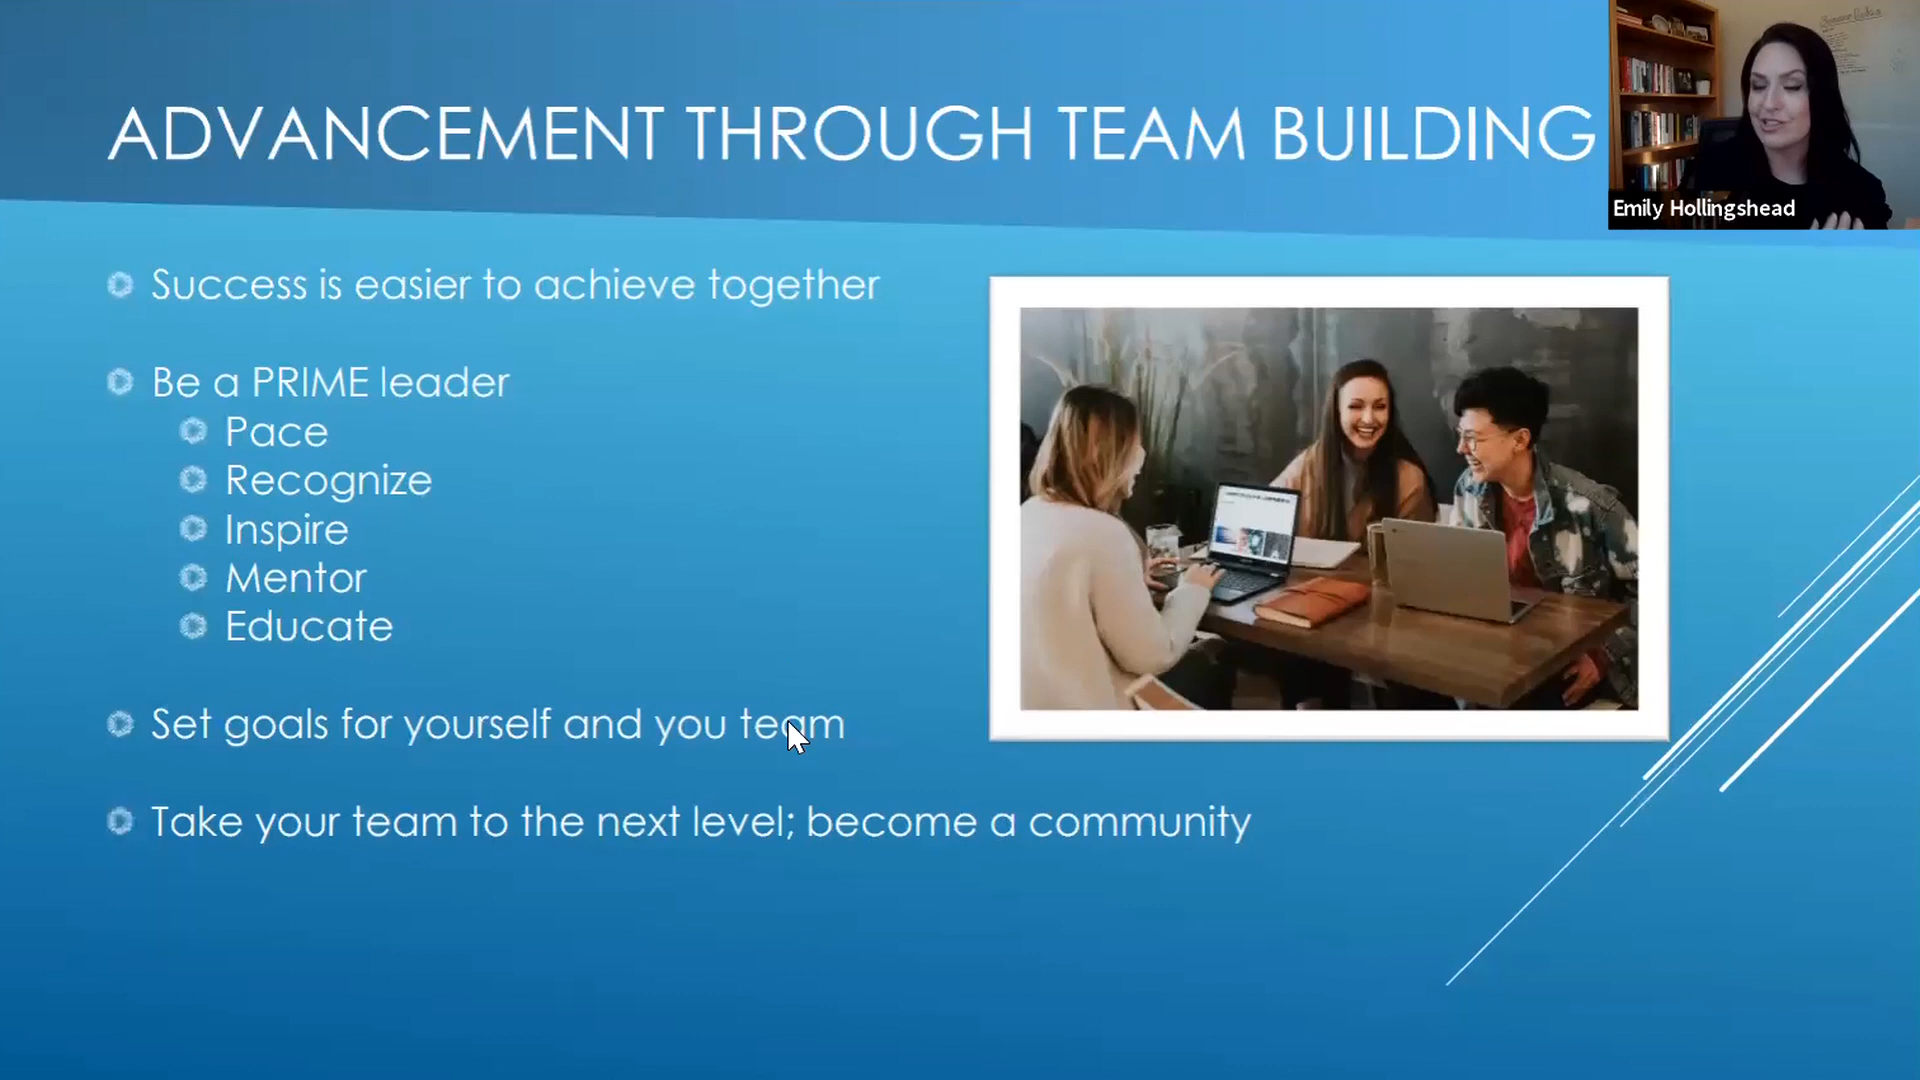 ADVANCEMENT THROUGH TEAM BUILDING
Emily Hollingshead
Success is easier to achieve together
Be a PRIME leader
Pace
Recognize
Inspire
Mentor
Educate
Set goals for yourself and you team
Take your team to the next level; become a community